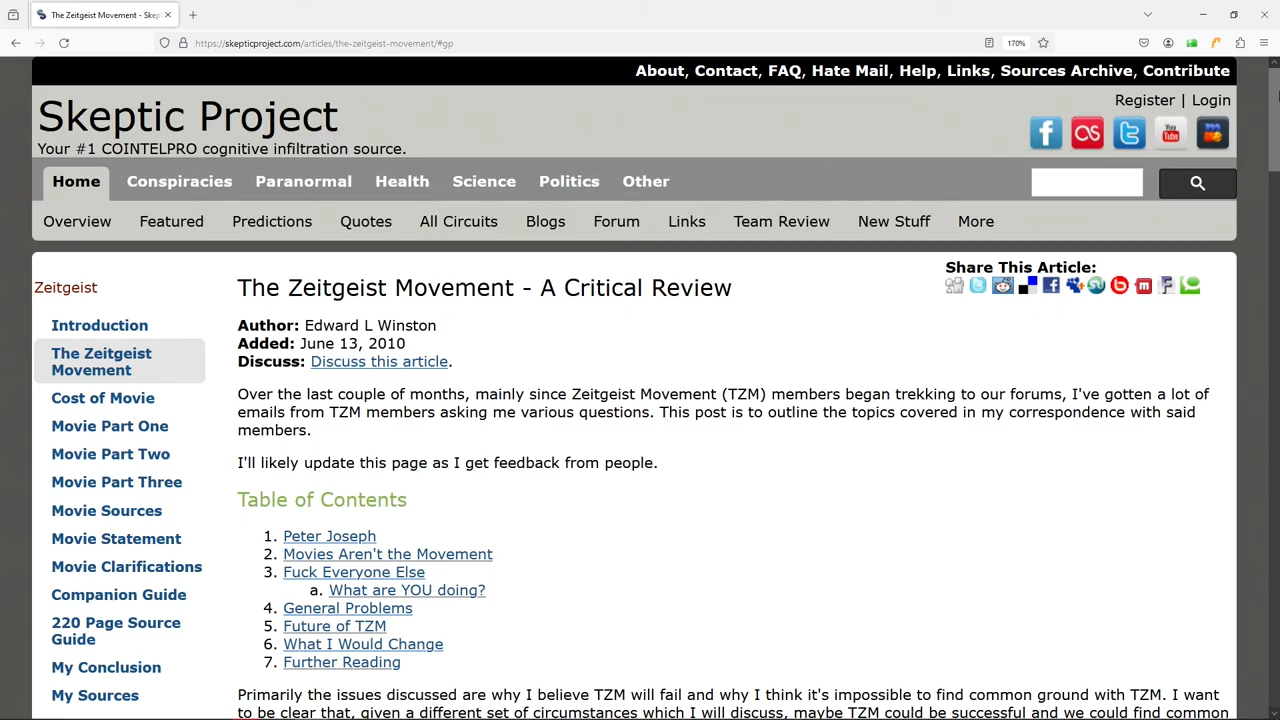 The Zeitgeist Movement - Skep
https://skepticproject.com/articles/the-zeitgeist-movement/#gp
170%
About, Contact, FAQ, Hate Mail, Help, Links, Sources Archive, Contribute
Register | Login
Skeptic Project
Your #1 COINTELPRO cognitive infiltration source.
Home Conspiracies Paranormal Health Science Politics Other
Overview Featured Predictions Quotes All Circuits Blogs Forum Links Team Review New Stuff More
Zeitgeist
Introduction
The Zeitgeist
Movement
Cost of Movie
Movie Part One
Movie Part Two
Movie Part Three
Movie Sources
Movie Statement
Movie Clarifications
Companion Guide
220 Page Source
Guide
My Conclusion
My Sources
Share This Article:
The Zeitgeist Movement - A Critical Review
Author: Edward L Winston
Added: June 13, 2010
Discuss: Discuss this article.
Over the last couple of months, mainly since Zeitgeist Movement (TZM) members began trekking to our forums, I've gotten a lot of
emails from TZM members asking me various questions. This post is to outline the topics covered in my correspondence with said
members.
I'll likely update this page as I get feedback from people.
Table of Contents
1. Peter Joseph
2. Movies Aren't the Movement
3. Fuck Everyone Else
a. What are YOU doing?
4. General Problems
5. Future of TZM
6. What I Would Change
7. Further Reading
Primarily the issues discussed are why I believe TZM will fail and why I think it's impossible to find common ground with TZM. I want
to be clear that, given a different set of circumstances which I will discuss, maybe TZM could be successful and we could find common